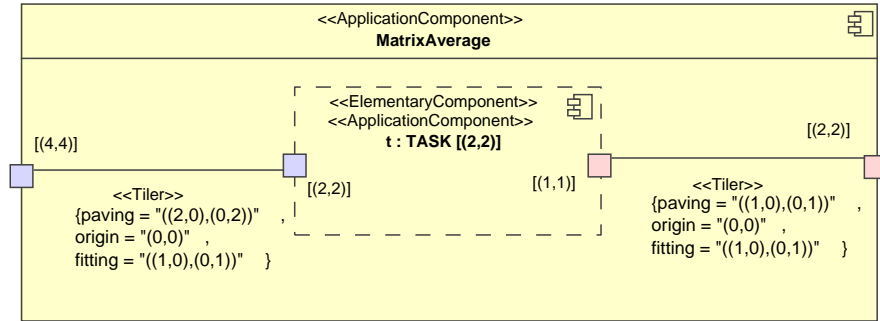 <<ApplicationComponent>>
MatrixAverage
<<ElementaryComponent>>
<<ApplicationComponent>>
t : TASK [(2,2)]
[(4,4)]
[(2,2)]
[(1,1)]
[(2,2)]
<<Tiler>>
{paving = "((2,0),(0,2))" ,
origin = "(0,0)" ,
fitting = "((1,0),(0,1))" }
<<Tiler>>
{paving = "((1,0),(0,1))" ,
origin = "(0,0)" ,
fitting = "((1,0),(0,1))" }